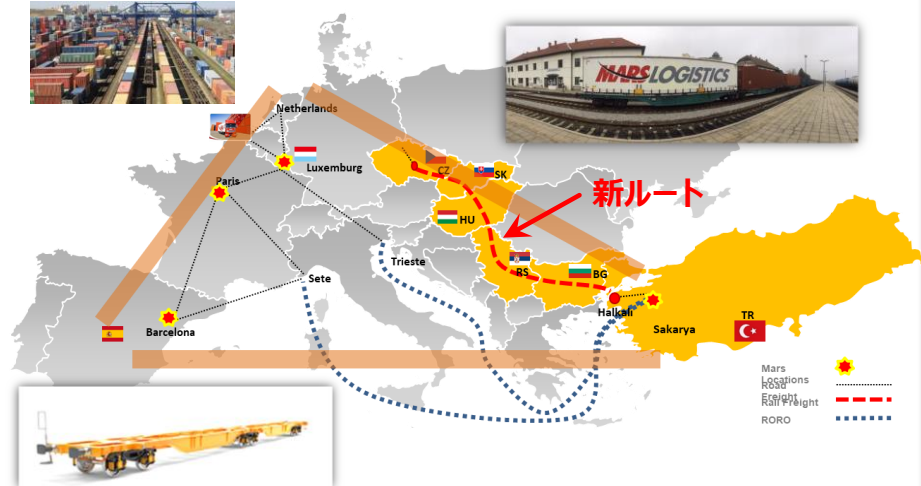 MARS LOGISTICS
Netherlands
Luxemburg
Paris
CZ
SK
新ルート
HU
RS
BG
Trieste
Sete
Halkalı
Barcelona
Sakarya
TR
Mars
Locations
Road
Freight
Rail Freight
RORO